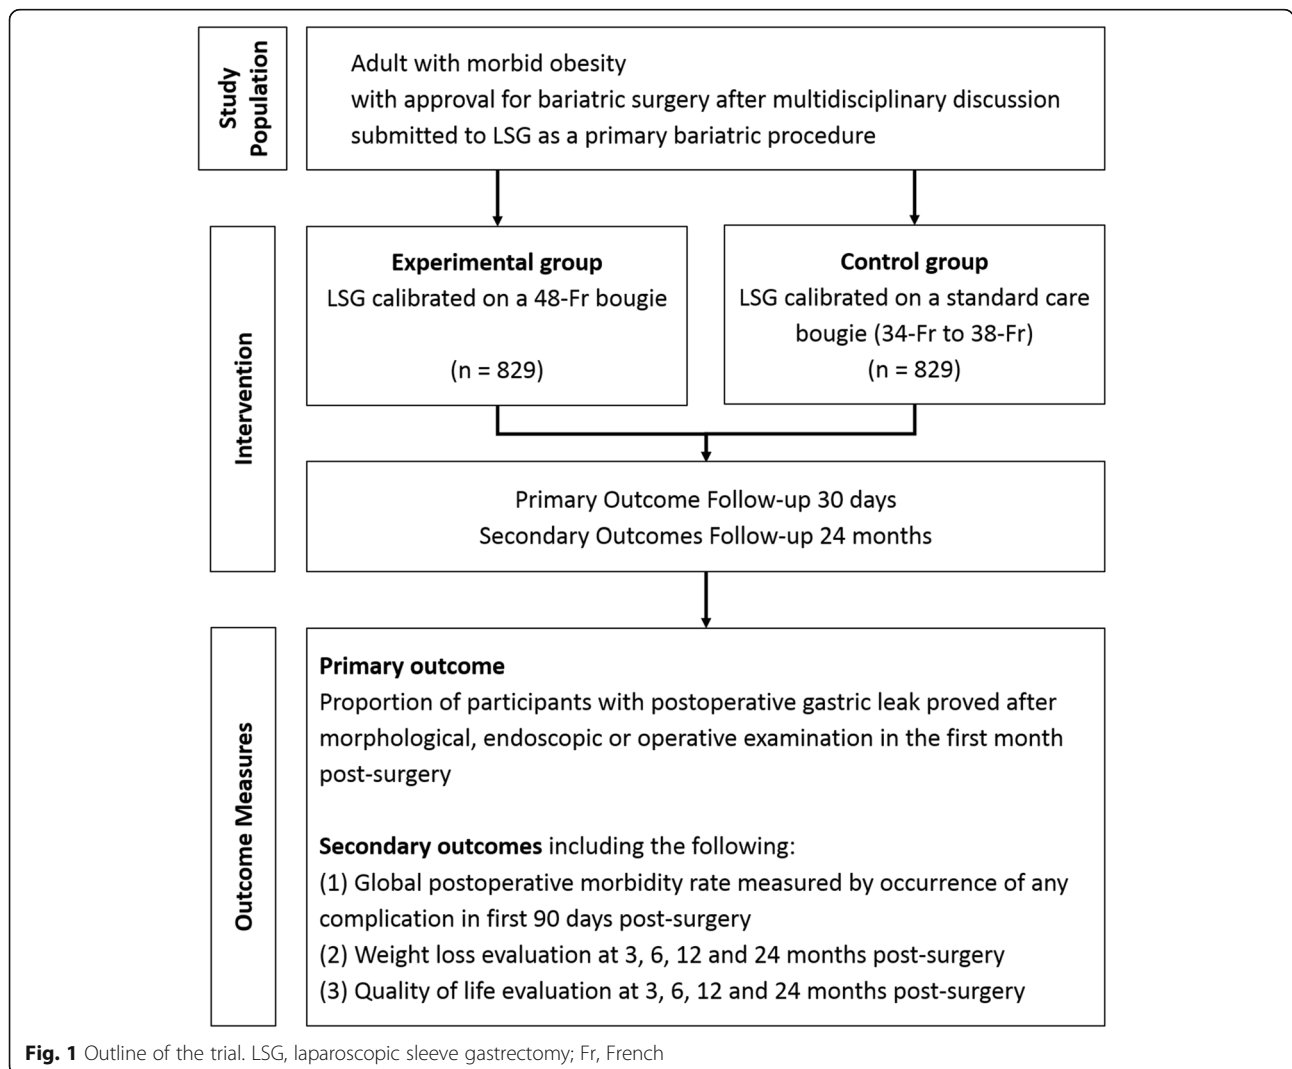 Study
Population
Adult with morbid obesity
with approval for bariatric surgery after multidisciplinary discussion
submitted to LSG as a primary bariatric procedure
Intervention
Experimental group
LSG calibrated on a 48-Fr bougie
(n = 829)
Control group
LSG calibrated on a standard care
bougie (34-Fr to 38-Fr)
(n = 829)
Primary Outcome Follow-up 30 days
Secondary Outcomes Follow-up 24 months
Outcome Measures
Primary outcome
Proportion of participants with postoperative gastric leak proved after
morphological, endoscopic or operative examination in the first month
post-surgery
Secondary outcomes including the following:
(1) Global postoperative morbidity rate measured by occurrence of any
complication in first 90 days post-surgery
(2) Weight loss evaluation at 3, 6, 12 and 24 months post-surgery
(3) Quality of life evaluation at 3, 6, 12 and 24 months post-surgery
Fig. 1 Outline of the trial. LSG, laparoscopic sleeve gastrectomy; Fr, French